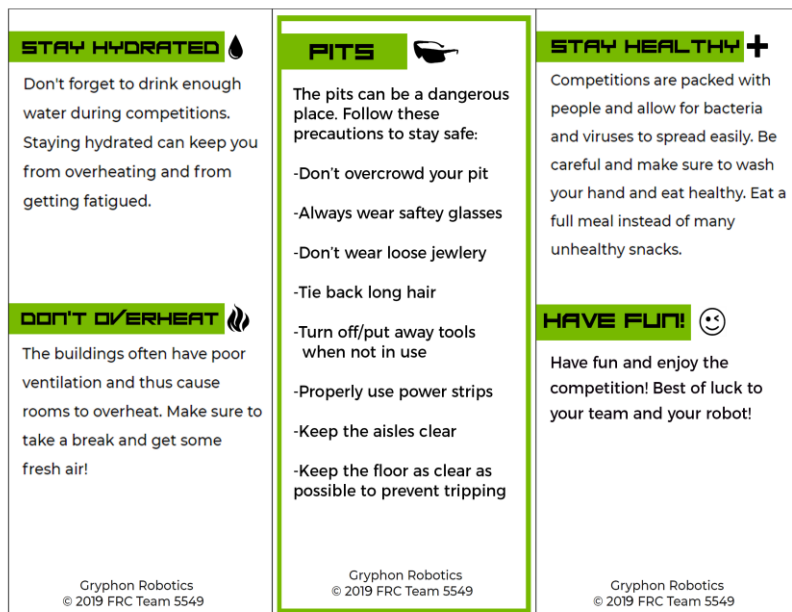 STAY HYDRATED
Don't forget to drink enough
water during competitions.
Staying hydrated can keep you
from overheating and from
getting fatigued.
DON'T OVERHEAT
The buildings often have poor
ventilation and thus cause
rooms to overheat. Make sure to
take a break and get some
fresh air!
Gryphon Robotics
© 2019 FRC Team 5549
PITS
The pits can be a dangerous
place. Follow these
precautions to stay safe:
-Don't overcrowd your pit
-Always wear saftey glasses
-Don't wear loose jewlery
-Tie back long hair
-Turn off/put away tools
when not in use
-Properly use power strips
-Keep the aisles clear
-Keep the floor as clear as
possible to prevent tripping
Gryphon Robotics
© 2019 FRC Team 5549
STAY HEALTHY
Competitions are packed with
people and allow for bacteria
and viruses to spread easily. Be
careful and make sure to wash
your hand and eat healthy. Eat a
full meal instead of many
unhealthy snacks.
HAVE FUN!
Have fun and enjoy the
competition! Best of luck to
your team and your robot!
Gryphon Robotics
© 2019 FRC Team 5549